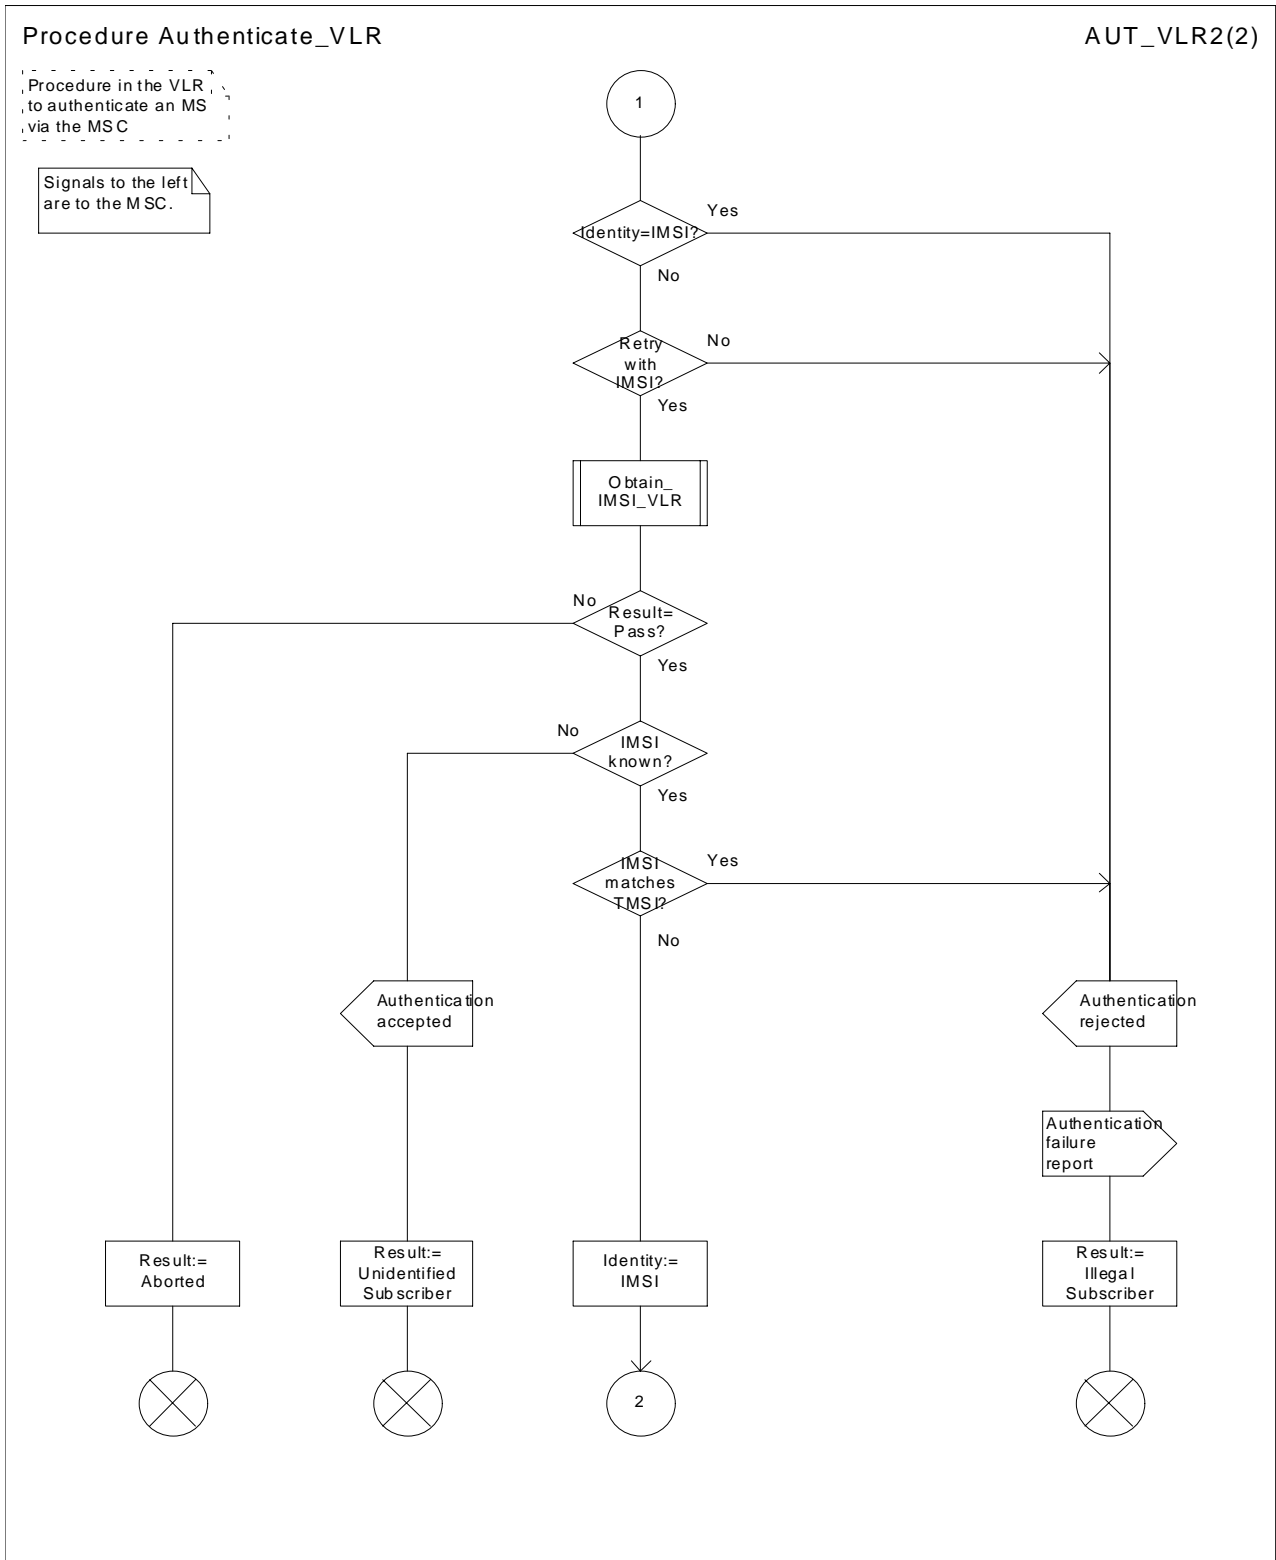 Procedure Authenticate_VLR
AUT_VLR2(2)
Procedure in the VLR
to authenticate an MS
via the MSC
Signals to the left
are to the MSC.
1
Identity=IMSI?
Yes
No
Retry
with
IMSI?
No
Yes
Obtain_
IMSI_VLR
Result=
Pass?
No
Yes
IMSI
known?
No
Yes
IMSI
matches
TMSI?
Yes
No
Authentication
accepted
Authentication
rejected
Authentication
failure
report
Result:=
Aborted
Result:=
Unidentified
Subscriber
Identity:=
IMSI
Result:=
Illegal
Subscriber
2